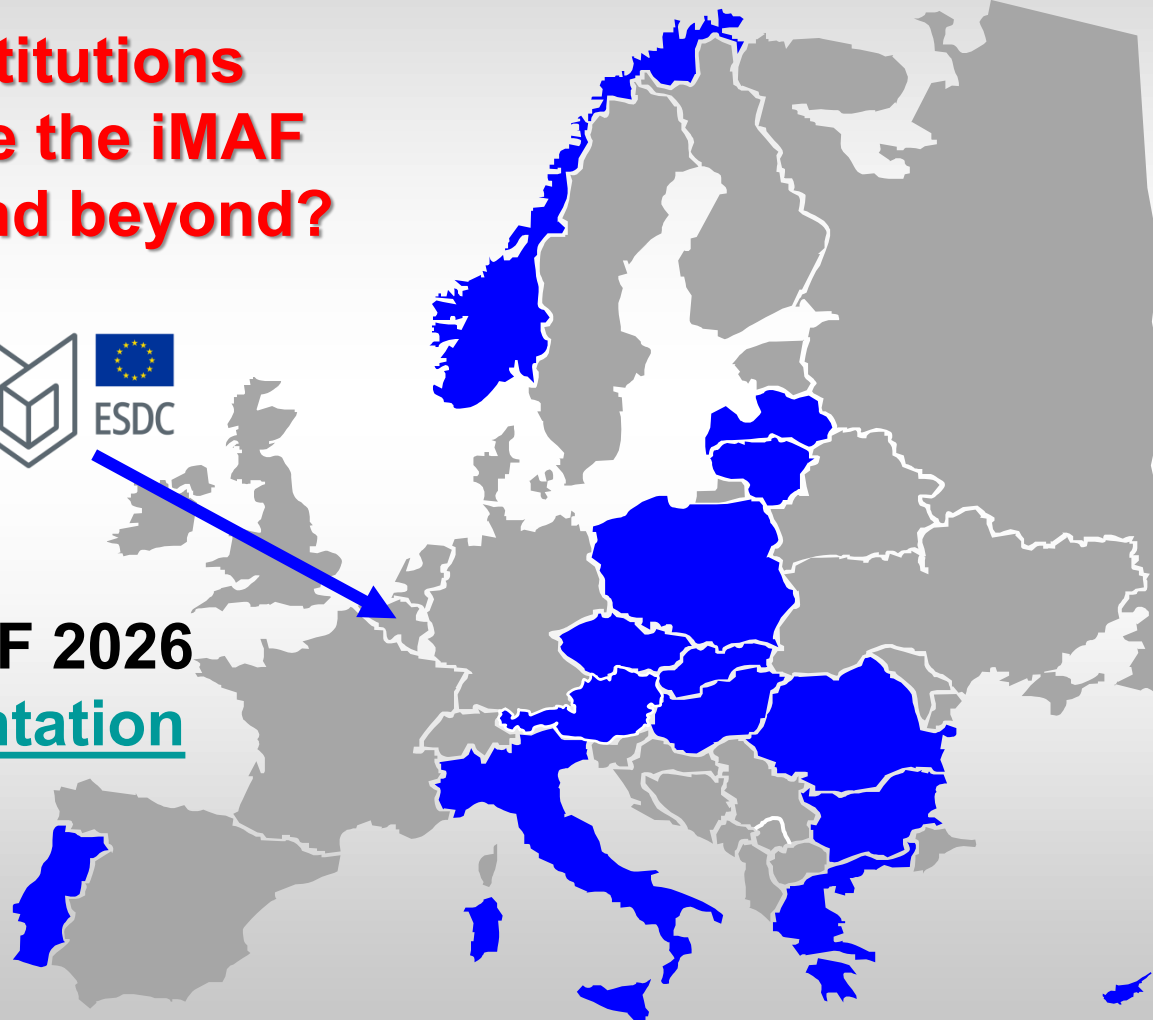 titutions
e the iMAF
nd beyond?
ESDC
F 2026
ntation